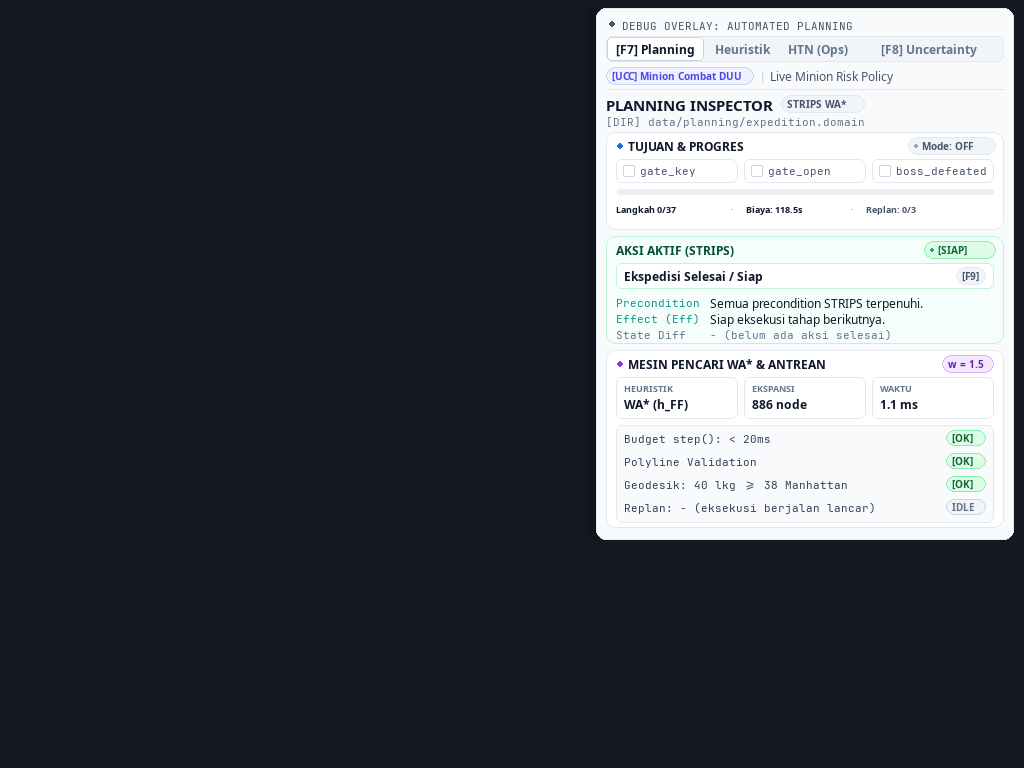 DEBUG OVERLAY: AUTOMATED PLANNING
[F7] Planning Heuristik HTN (Ops) [F8] Uncertainty
[UCC] Minion Combat DUU | Live Minion Risk Policy
PLANNING INSPECTOR STRIPS WA*
[DIR] data/planning/expedition.domain
TUJUAN & PROGRES Mode: OFF
gate_key gate_open boss_defeated
Langkah 0/37 - Biaya: 118.5s - Replan: 0/3
AKSI AKTIF (STRIPS) [SIAP]
Ekspedisi Selesai / Siap [F9]
Precondition Semua precondition STRIPS terpenuhi.
Effect (Eff) Siap eksekusi tahap berikutnya.
State Diff - (belum ada aksi selesai)
MESIN PENCARI WA* & ANTREAN w = 1.5
HEURISTIK EKSPANSI WAKTU
WA* (h_FF) 886 node 1.1 ms
Budget step(): < 20ms [OK]
Polyline Validation [OK]
Geodesik: 40 lkg ⩾ 38 Manhattan [OK]
Replan: - (eksekusi berjalan lancar) IDLE